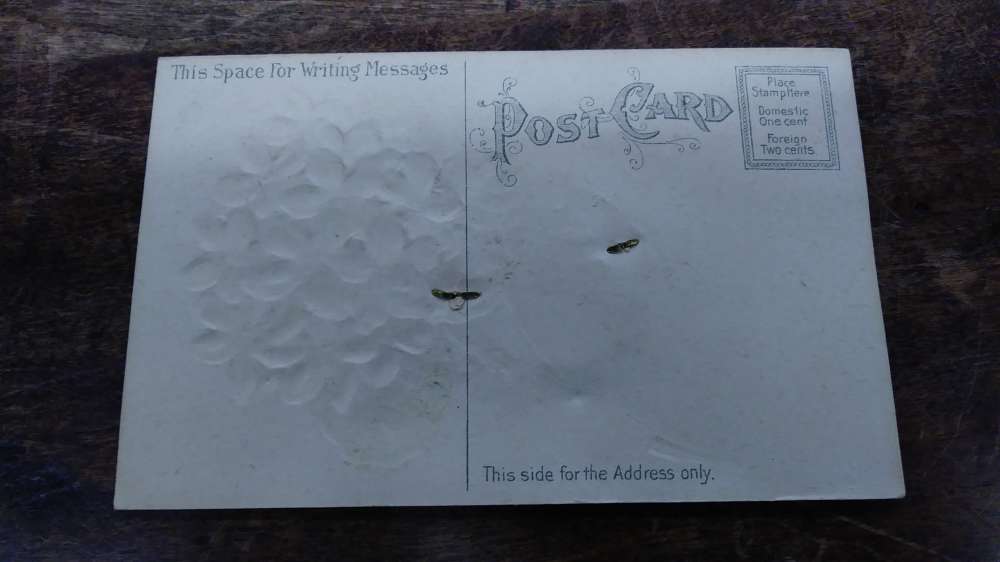 This Space For Writing Messages
Post-Card
Place
Stamp Here
Domestic
One cent
Foreign
Two cents.
This side for the Address only.